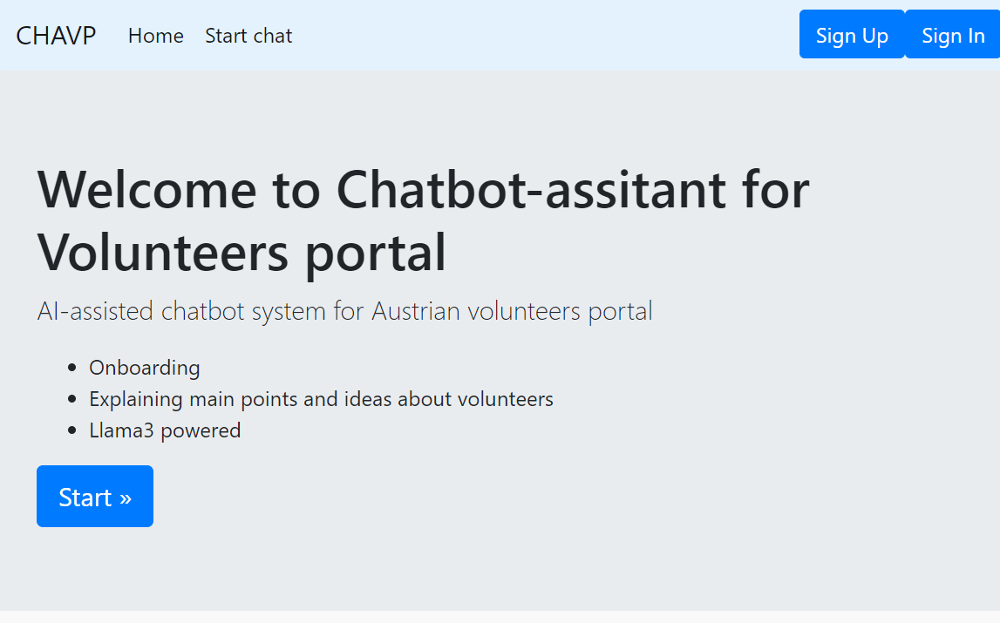 CHAVP Home Start chat Sign Up Sign In
Welcome to Chatbot-assitant for
Volunteers portal
AI-assisted chatbot system for Austrian volunteers portal
• Onboarding
• Explaining main points and ideas about volunteers
• Llama3 powered
Start »